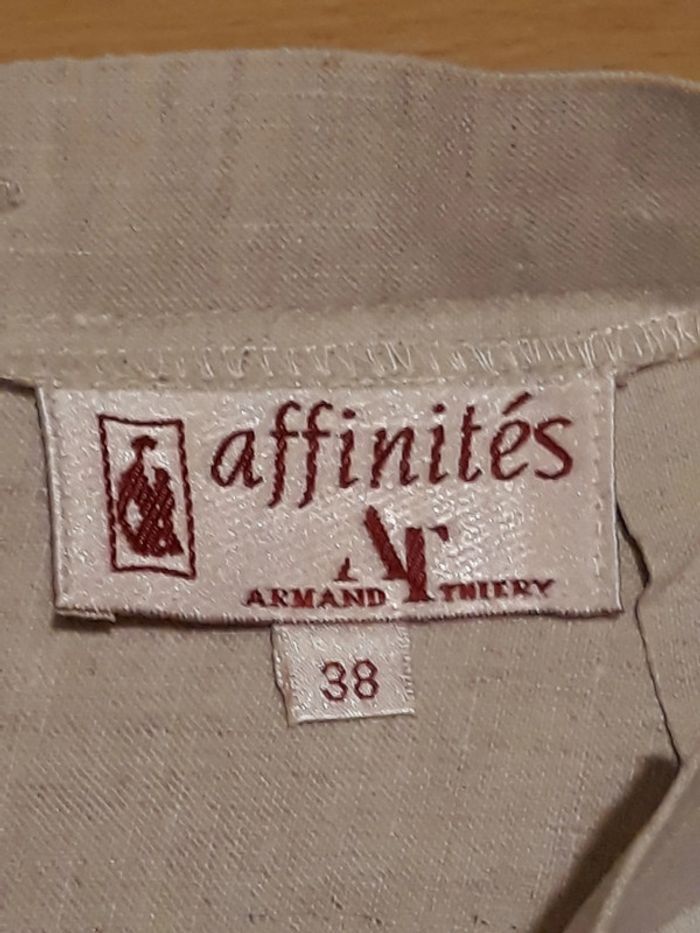 affinités
AT
ARMAND THIERY
38